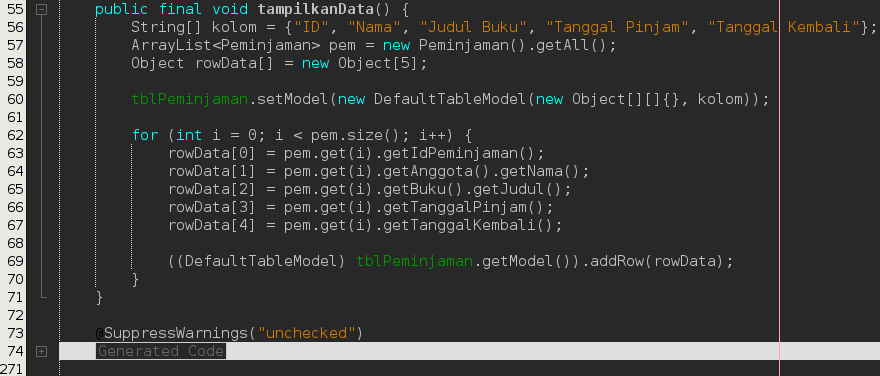 55 public final void tampilkanData() {
56 String[] kolom = {"ID", "Nama", "Judul Buku", "Tanggal Pinjam", "Tanggal Kembali"};
57 ArrayList<Peminjaman> pem = new Peminjaman().getAll();
58 Object rowData[] = new Object[5];
59
60 tblPeminjaman.setModel(new DefaultTableModel(new Object[][]{}, kolom));
61
62 for (int i = 0; i < pem.size(); i++) {
63 rowData[0] = pem.get(i).getIdPeminjaman();
64 rowData[1] = pem.get(i).getAnggota().getNama();
65 rowData[2] = pem.get(i).getBuku().getJudul();
66 rowData[3] = pem.get(i).getTanggalPinjam();
67 rowData[4] = pem.get(i).getTanggalKembali();
68
69 ((DefaultTableModel) tblPeminjaman.getModel()).addRow(rowData);
70 }
71 }
72
73 @SuppressWarnings("unchecked")
74 Generated Code
271